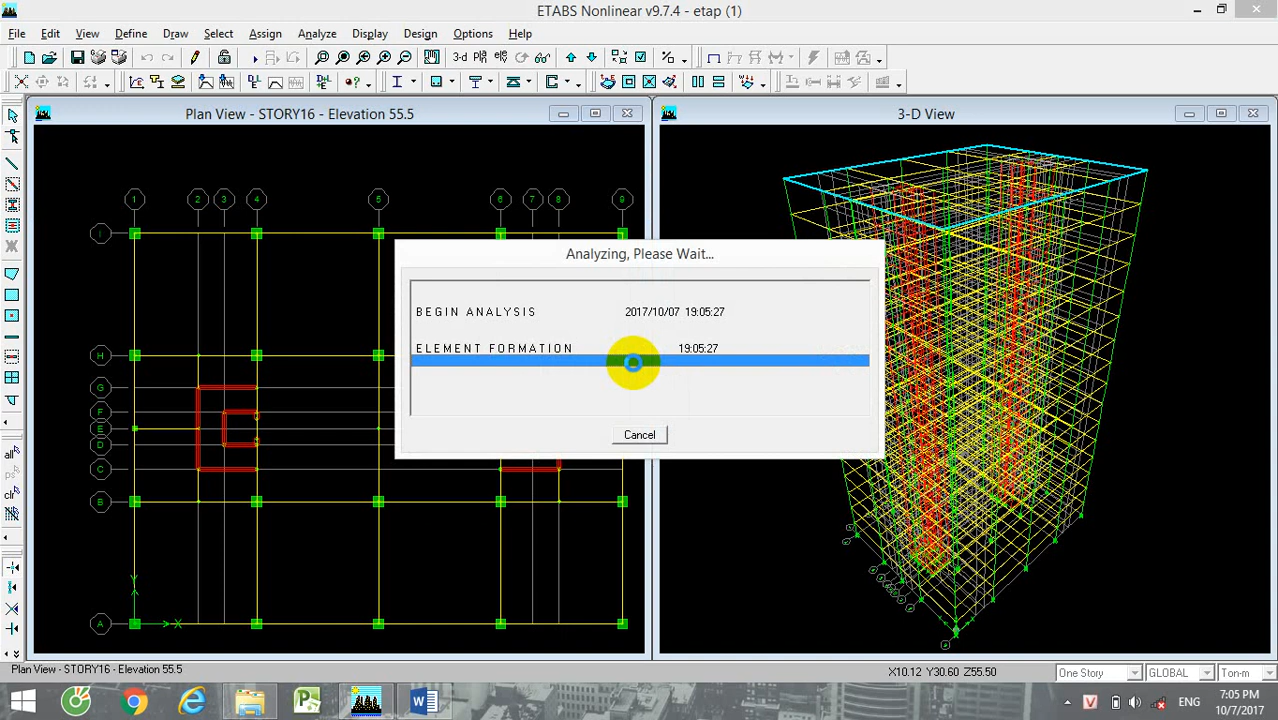 ETABS Nonlinear v9.7.4 - etap (1)
File Edit View Define Draw Select Assign Analyze Display Design Options Help
3-d
Plan View - STORY16 - Elevation 55.5
3-D View
1 2 3 4 5 6 7 8 9
I
H
G
F
E
D
C
B
A
Y
X
Analyzing, Please Wait...
BEGIN ANALYSIS 2017/10/07 19:05:27
ELEMENT FORMATION 19:05:27
Cancel
all
ps
clr
Plan View - STORY16 - Elevation 55.5
X10.12 Y30.60 Z55.50
One Story
GLOBAL
Ton-m
V
ENG
7:05 PM
10/7/2017